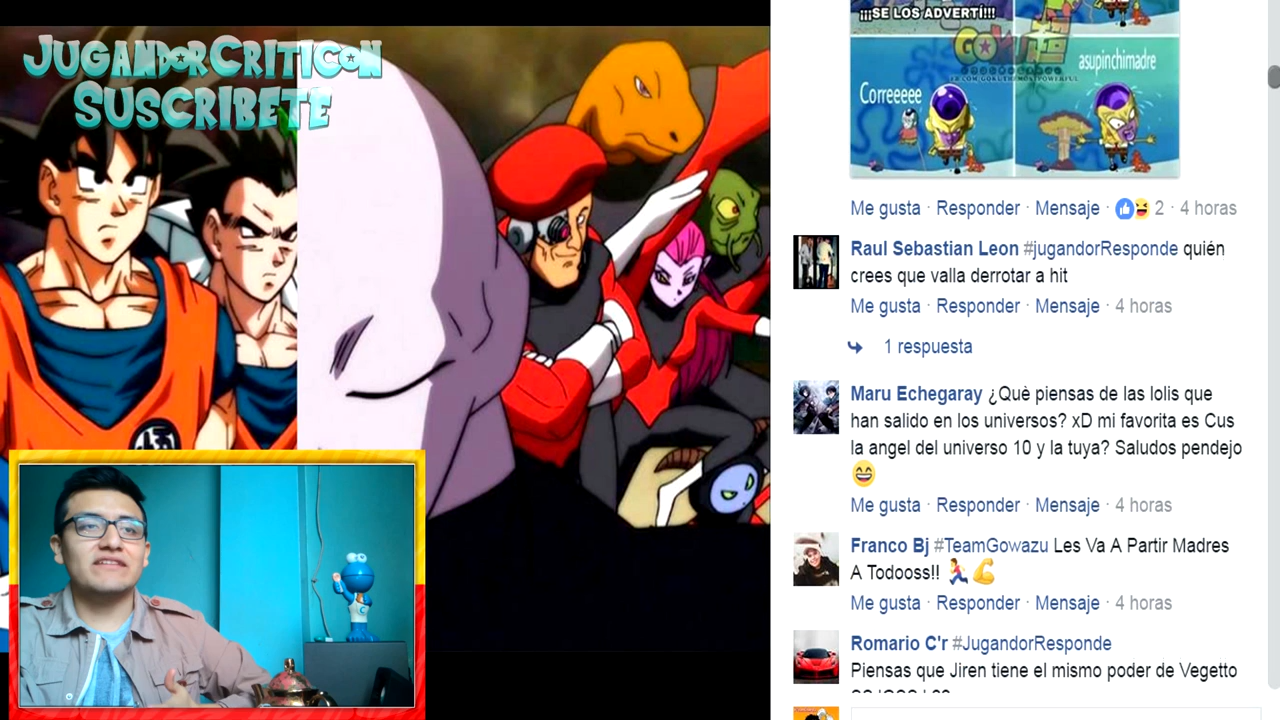 JUGANDORCRITICON
SUSCRIBETE
¡¡¡SE LOS ADVERTÍ!!!
asupinchimadre
Correeeee
Me gusta · Responder · Mensaje · 2 · 4 horas
Raul Sebastian Leon #jugandorResponde quién
crees que valla derrotar a hit
Me gusta · Responder · Mensaje · 4 horas
1 respuesta
Maru Echegaray ¿Què piensas de las lolis que
han salido en los universos? xD mi favorita es Cus
la angel del universo 10 y la tuya? Saludos pendejo
😄
Me gusta · Responder · Mensaje · 4 horas
Franco Bj #TeamGowazu Les Va A Partir Madres
A Todooss!! 🏃💪
Me gusta · Responder · Mensaje · 4 horas
Romario C'r #JugandorResponde
Piensas que Jiren tiene el mismo poder de Vegetto